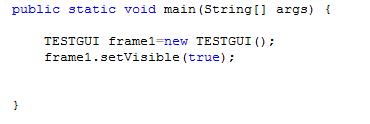 public static void main(String[] args) {
TESTGUI frame1=new TESTGUI();
frame1.setVisible(true);
}